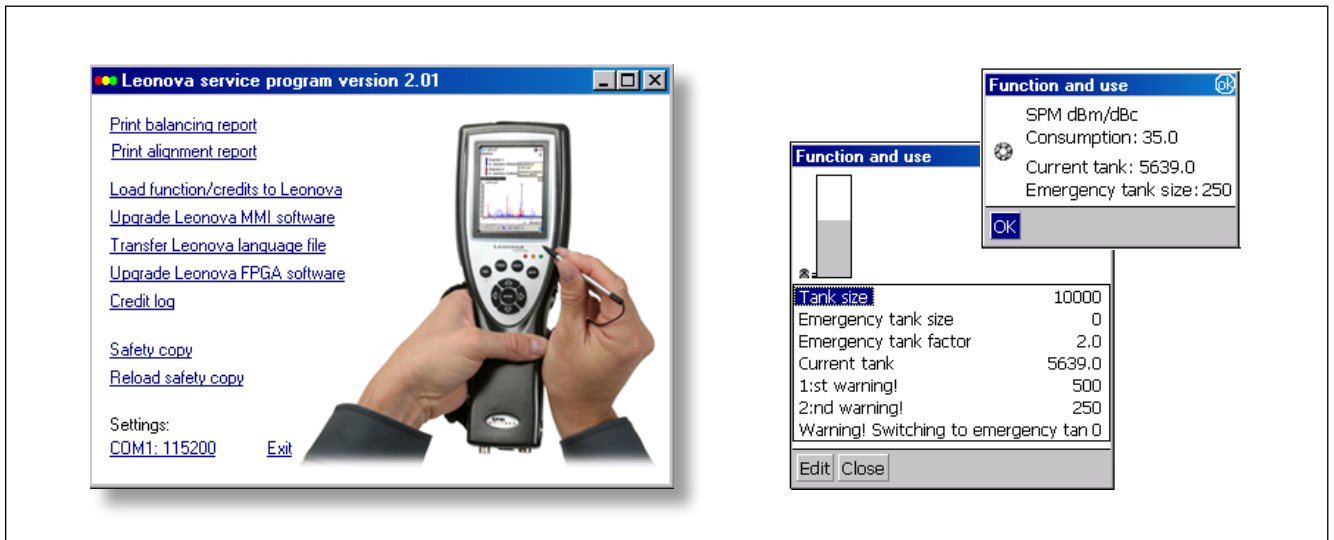 Leonova service program version 2.01
Print balancing report
Print alignment report
Load function/credits to Leonova
Upgrade Leonova MMI software
Transfer Leonova language file
Upgrade Leonova FPGA software
Credit log
Safety copy
Reload safety copy
Settings:
COM1: 115200 Exit
Leonova
SPM
Function and use
Tank size 10000
Emergency tank size 0
Emergency tank factor 2.0
Current tank 5639.0
1:st warning! 500
2:nd warning! 250
Warning! Switching to emergency tan 0
Edit Close
Function and use ok
SPM dBm/dBc
Consumption: 35.0
Current tank: 5639.0
Emergency tank size: 250
OK